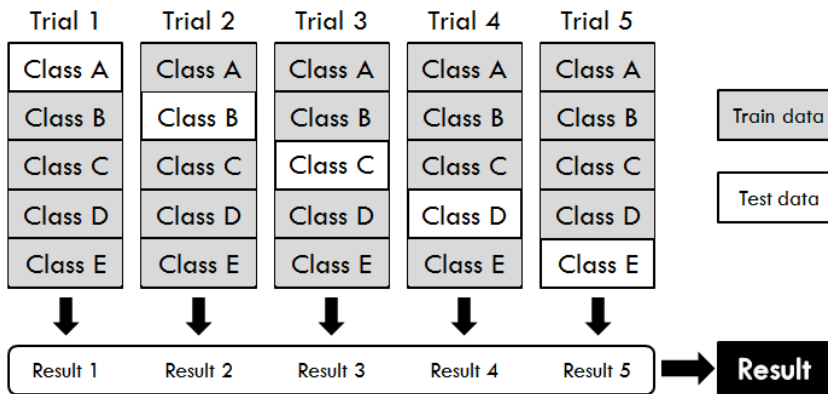 Trial 1 Trial 2 Trial 3 Trial 4 Trial 5
Class A Class A Class A Class A Class A
Class B Class B Class B Class B Class B
Train data
Class C Class C Class C Class C Class C
Class D Class D Class D Class D Class D
Test data
Class E Class E Class E Class E Class E
Result 1 Result 2 Result 3 Result 4 Result 5 Result